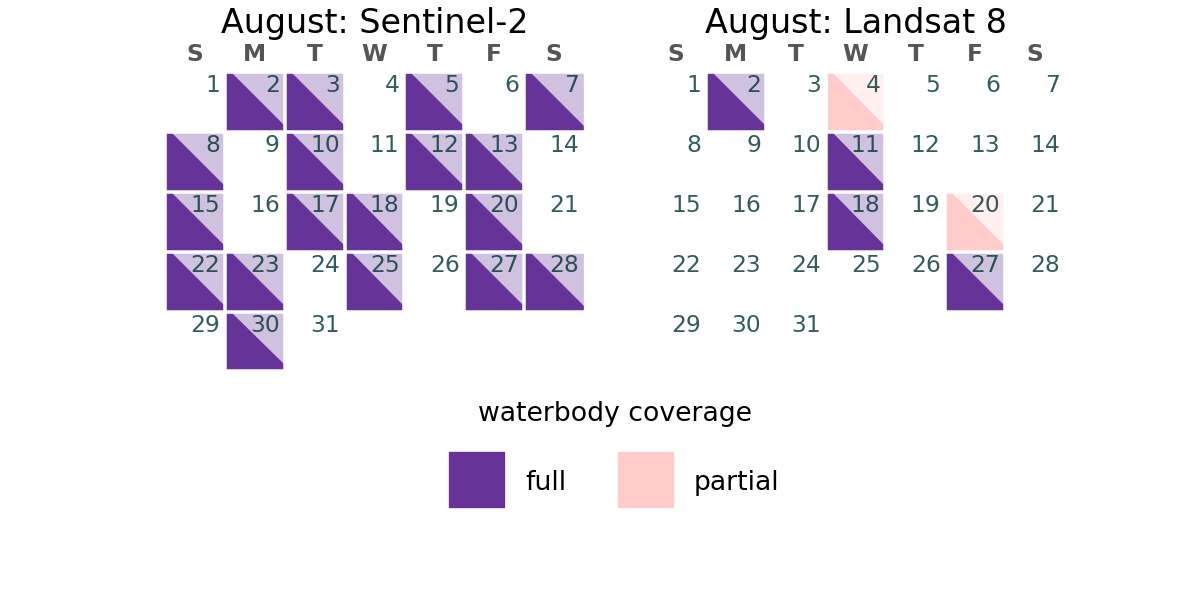 August: Sentinel-2
S M T W T F S
1 2 3 4 5 6 7
8 9 10 11 12 13 14
15 16 17 18 19 20 21
22 23 24 25 26 27 28
29 30 31
August: Landsat 8
S M T W T F S
1 2 3 4 5 6 7
8 9 10 11 12 13 14
15 16 17 18 19 20 21
22 23 24 25 26 27 28
29 30 31
waterbody coverage
full
partial